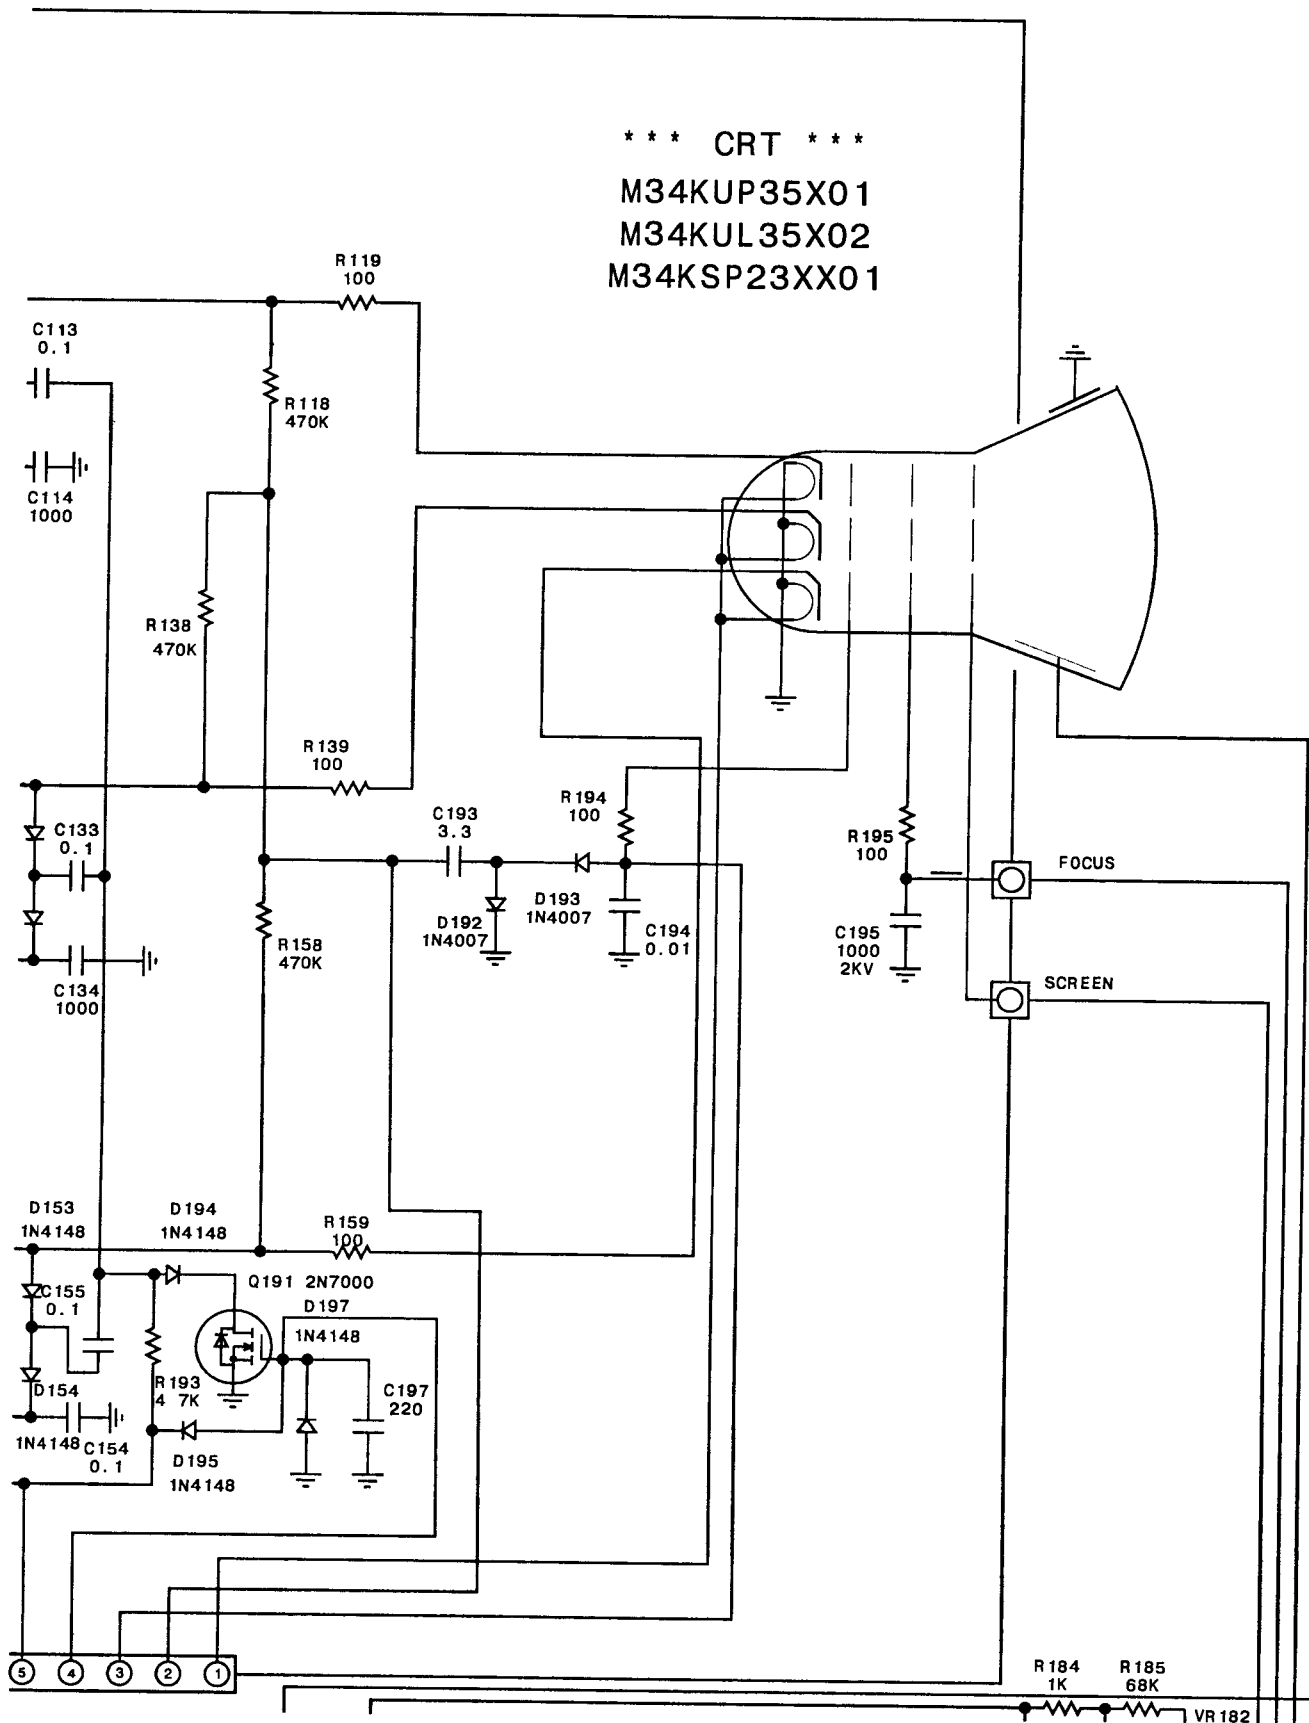 * * * CRT * * *
M34KUP35X01
M34KUL35X02
M34KSP23XX01
R119
100
C113
0.1
R118
470K
C114
1000
R138
470K
R139
100
C133
0.1
C193
3.3
R194
100
R195
100
FOCUS
D193
1N4007
D192
1N4007
C194
0.01
C195
1000
2KV
R158
470K
C134
1000
SCREEN
D153
1N4148
D194
1N4148
R159
100
Q191 2N7000
C155
0.1
D197
1N4148
R193
4 7K
C197
220
D154
1N4148
C154
0.1
D195
1N4148
5 4 3 2 1
R184
1K
R185
68K
VR182